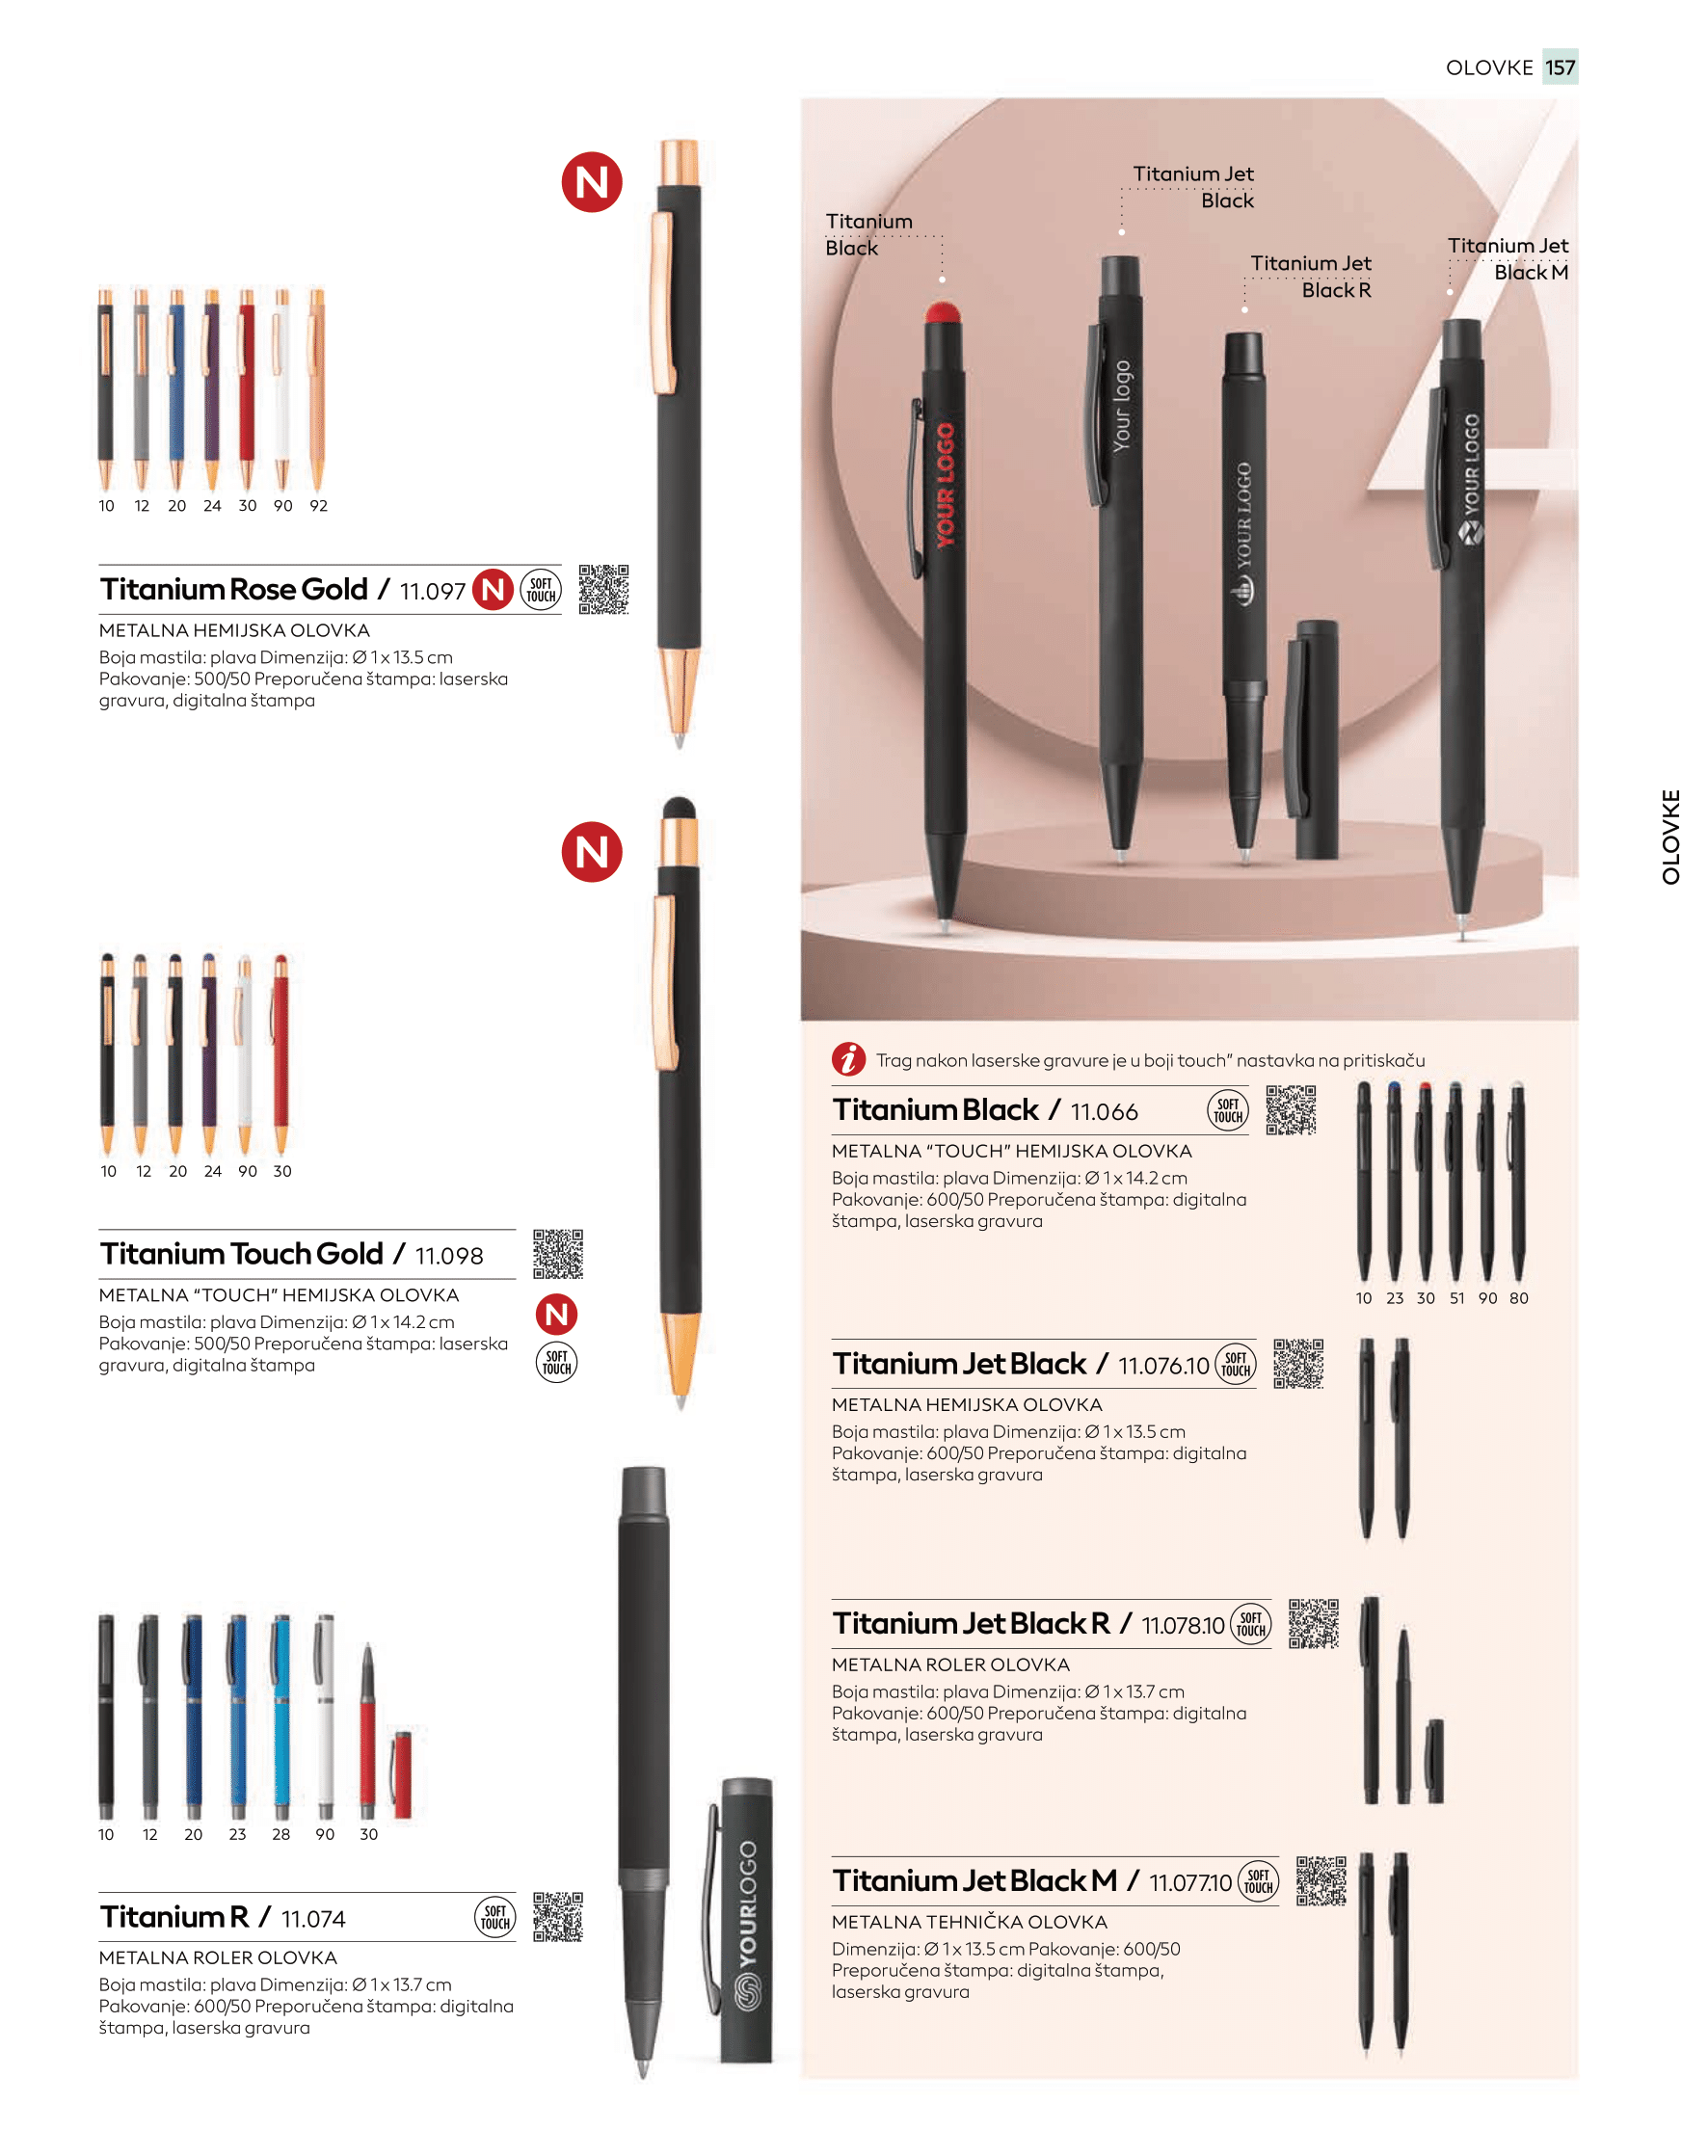 OLOVKE 157
N
10 12 20 24 30 90 92
Titanium Rose Gold / 11.097 N SOFT TOUCH
METALNA HEMIJSKA OLOVKA
Boja mastila: plava Dimenzija: Ø 1 x 13.5 cm
Pakovanje: 500/50 Preporučena štampa: laserska
gravura, digitalna štampa
N
10 12 20 24 90 30
Titanium Touch Gold / 11.098
METALNA “TOUCH” HEMIJSKA OLOVKA
Boja mastila: plava Dimenzija: Ø 1 x 14.2 cm
Pakovanje: 500/50 Preporučena štampa: laserska
gravura, digitalna štampa
N
SOFT
TOUCH
10 12 20 23 28 90 30
Titanium R / 11.074 SOFT TOUCH
METALNA ROLER OLOVKA
Boja mastila: plava Dimenzija: Ø 1 x 13.7 cm
Pakovanje: 600/50 Preporučena štampa: digitalna
štampa, laserska gravura
YOURLOGO
Titanium
Black
Titanium Jet
Black
Titanium Jet
Black R
Titanium Jet
Black M
YOUR LOGO
Your logo
YOUR LOGO
YOUR LOGO
i Trag nakon laserske gravure je u boji touch” nastavka na pritiskaču
Titanium Black / 11.066 SOFT TOUCH
METALNA “TOUCH” HEMIJSKA OLOVKA
Boja mastila: plava Dimenzija: Ø 1 x 14.2 cm
Pakovanje: 600/50 Preporučena štampa: digitalna
štampa, laserska gravura
10 23 30 51 90 80
Titanium Jet Black / 11.076.10 SOFT TOUCH
METALNA HEMIJSKA OLOVKA
Boja mastila: plava Dimenzija: Ø 1 x 13.5 cm
Pakovanje: 600/50 Preporučena štampa: digitalna
štampa, laserska gravura
Titanium Jet Black R / 11.078.10 SOFT TOUCH
METALNA ROLER OLOVKA
Boja mastila: plava Dimenzija: Ø 1 x 13.7 cm
Pakovanje: 600/50 Preporučena štampa: digitalna
štampa, laserska gravura
Titanium Jet Black M / 11.077.10 SOFT TOUCH
METALNA TEHNIČKA OLOVKA
Dimenzija: Ø 1 x 13.5 cm Pakovanje: 600/50
Preporučena štampa: digitalna štampa,
laserska gravura
OLOVKE